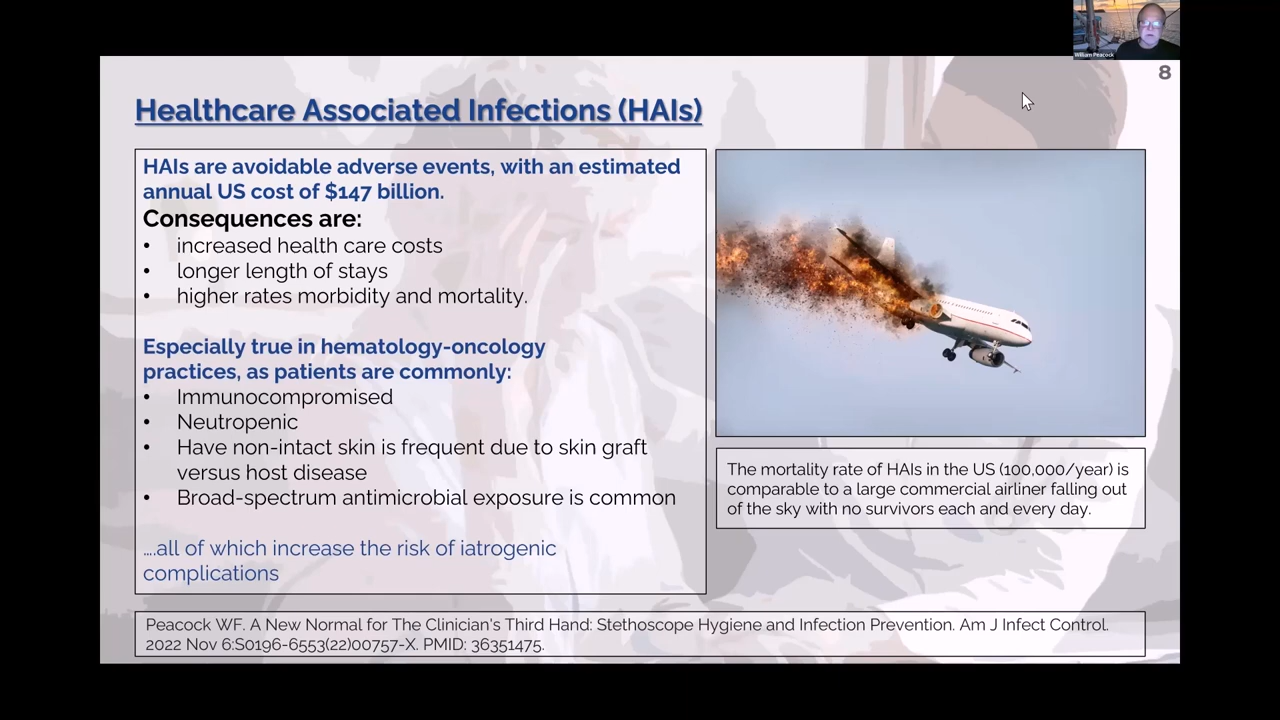 William Peacock
8
Healthcare Associated Infections (HAIs)
HAIs are avoidable adverse events, with an estimated
annual US cost of $147 billion.
Consequences are:
• increased health care costs
• longer length of stays
• higher rates morbidity and mortality.
Especially true in hematology-oncology
practices, as patients are commonly:
• Immunocompromised
• Neutropenic
• Have non-intact skin is frequent due to skin graft
versus host disease
• Broad-spectrum antimicrobial exposure is common
....all of which increase the risk of iatrogenic
complications
The mortality rate of HAIs in the US (100,000/year) is
comparable to a large commercial airliner falling out
of the sky with no survivors each and every day.
Peacock WF. A New Normal for The Clinician's Third Hand: Stethoscope Hygiene and Infection Prevention. Am J Infect Control.
2022 Nov 6:S0196-6553(22)00757-X. PMID: 36351475.